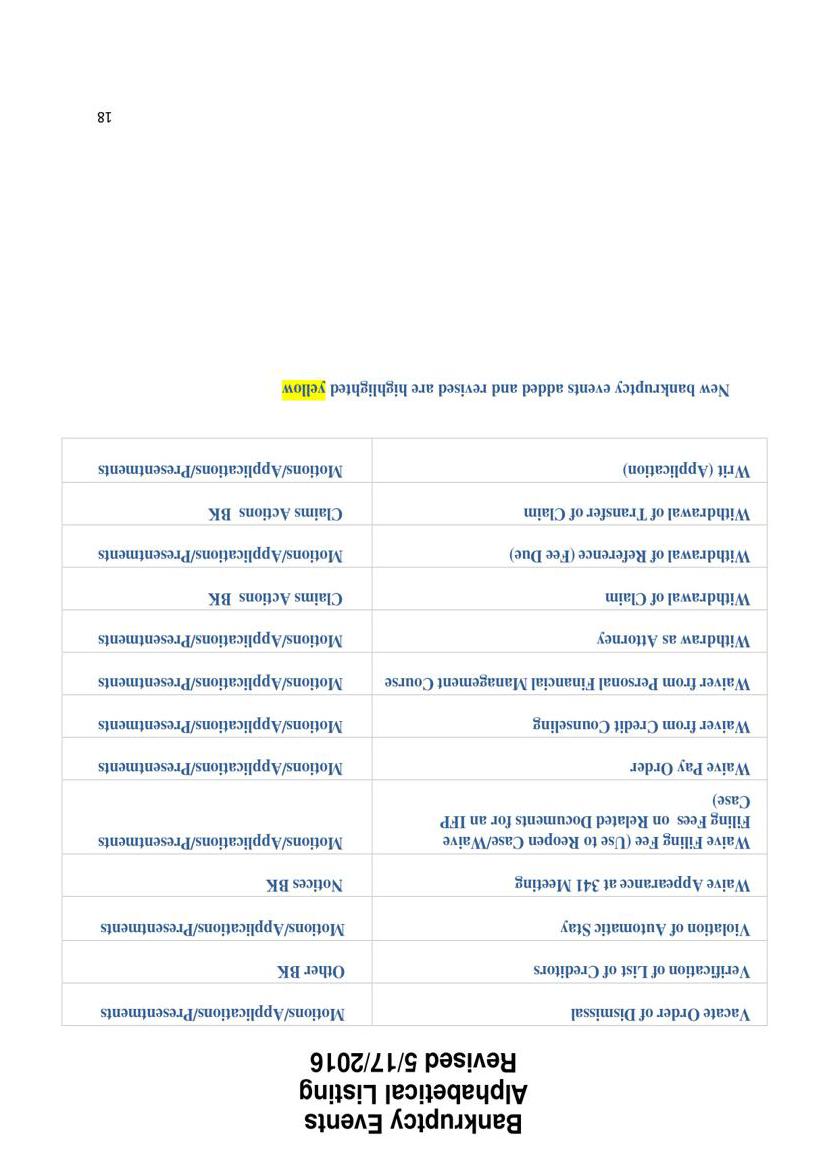 Bankruptcy Events
Alphabetical Listing
Revised 5/17/2016
Vacate Order of Dismissal Motions/Applications/Presentments
Verification of List of Creditors Other BK
Violation of Automatic Stay Motions/Applications/Presentments
Waive Appearance at 341 Meeting Notices BK
Waive Filing Fee (Use to Reopen Case/Waive Motions/Applications/Presentments
Filing Fees on Related Documents for an IFP
Case)
Waive Pay Order Motions/Applications/Presentments
Waiver from Credit Counseling Motions/Applications/Presentments
Waiver from Personal Financial Management Course Motions/Applications/Presentments
Withdraw as Attorney Motions/Applications/Presentments
Withdrawal of Claim Claims Actions BK
Withdrawal of Reference (Fee Due) Motions/Applications/Presentments
Withdrawal of Transfer of Claim Claims Actions BK
Writ (Application) Motions/Applications/Presentments
New bankruptcy events added and revised are highlighted yellow
18